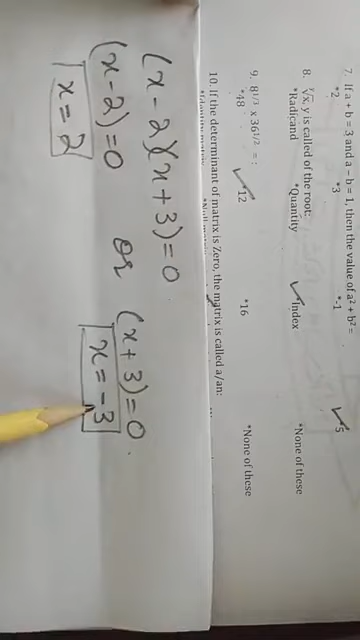 7. If a + b = 3 and a − b = 1, then the value of a² + b² =
*2 *3 *1 ✓5
8. ∜x, y is called of the root:
*Radicand *Quantity ✓Index *None of these
9. 8^1/3 x 36^1/2 = :
*48 ✓12 *16 *None of these
10. If the determinant of matrix is Zero, the matrix is called a/an:
(x - 2)(x + 3) = 0
(x - 2) = 0 or (x + 3) = 0
x = 2 x = -3